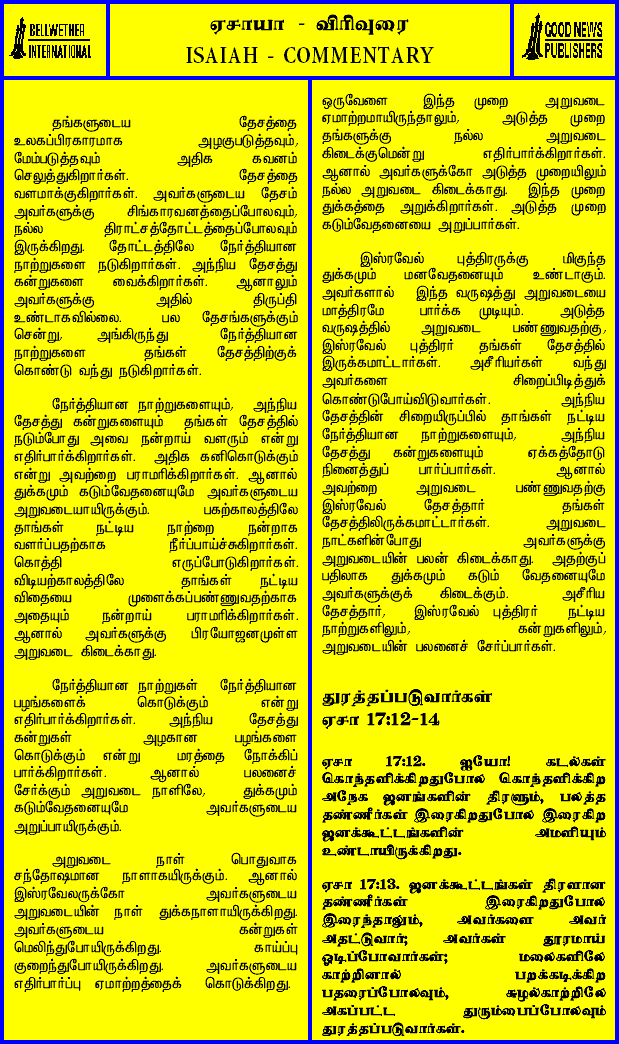 BELLWETHER
INTERNATIONAL
ஏசாயா - விரிவுரை
ISAIAH - COMMENTARY
GOOD NEWS
PUBLISHERS
தங்களுடைய தேசத்தை
உலகப்பிரகாரமாக அழகுபடுத்தவும்,
மேம்படுத்தவும் அதிக கவனம்
செலுத்துகிறார்கள். தேசத்தை
வளமாக்குகிறார்கள். அவர்களுடைய தேசம்
அவர்களுக்கு சிங்காரவனத்தைப்போலவும்,
நல்ல திராட்சத்தோட்டத்தைப்போலவும்
இருக்கிறது. தோட்டத்திலே நேர்த்தியான
நாற்றுகளை நடுகிறார்கள். அந்நிய தேசத்து
கன்றுகளை வைக்கிறார்கள். ஆனாலும்
அவர்களுக்கு அதில் திருப்தி
உண்டாகவில்லை. பல தேசங்களுக்கும்
சென்று, அங்கிருந்து நேர்த்தியான
நாற்றுகளை தங்கள் தேசத்திற்குக்
கொண்டு வந்து நடுகிறார்கள்.
நேர்த்தியான நாற்றுகளையும், அந்நிய
தேசத்து கன்றுகளையும் தங்கள் தேசத்தில்
நடும்போது அவை நன்றாய் வளரும் என்று
எதிர்பார்க்கிறார்கள். அதிக கனிகொடுக்கும்
என்று அவற்றை பராமரிக்கிறார்கள். ஆனால்
துக்கமும் கடும்வேதனையுமே அவர்களுடைய
அறுவடையாயிருக்கும். பகற்காலத்திலே
தாங்கள் நட்டிய நாற்றை நன்றாக
வளர்ப்பதற்காக நீர்ப்பாய்ச்சுகிறார்கள்.
கொத்தி எருப்போடுகிறார்கள்.
விடியற்காலத்திலே தாங்கள் நட்டிய
விதையை முளைக்கப்பண்ணுவதற்காக
அதையும் நன்றாய் பராமரிக்கிறார்கள்.
ஆனால் அவர்களுக்கு பிரயோஜனமுள்ள
அறுவடை கிடைக்காது.
நேர்த்தியான நாற்றுகள் நேர்த்தியான
பழங்களைக் கொடுக்கும் என்று
எதிர்பார்க்கிறார்கள். அந்நிய தேசத்து
கன்றுகள் அழகான பழங்களை
கொடுக்கும் என்று மரத்தை நோக்கிப்
பார்க்கிறார்கள். ஆனால் பலனைச்
சேர்க்கும் அறுவடை நாளிலே, துக்கமும்
கடும்வேதனையுமே அவர்களுடைய
அறுப்பாயிருக்கும்.
அறுவடை நாள் பொதுவாக
சந்தோஷமான நாளாகயிருக்கும். ஆனால்
இஸ்ரவேலருக்கோ அவர்களுடைய
அறுவடையின் நாள் துக்கநாளாயிருக்கிறது.
அவர்களுடைய கன்றுகள்
மெலிந்துபோயிருக்கிறது. காய்ப்பு
குறைந்துபோயிருக்கிறது. அவர்களுடைய
எதிர்பார்ப்பு ஏமாற்றத்தைக் கொடுகிறது.
ஒருவேளை இந்த முறை அறுவடை
ஏமாற்றமாயிருந்தாலும், அடுத்த முறை
தங்களுக்கு நல்ல அறுவடை
கிடைக்குமென்று எதிர்பார்க்கிறார்கள்.
ஆனால் அவர்களுக்கோ அடுத்த முறையிலும்
நல்ல அறுவடை கிடைக்காது. இந்த முறை
துக்கத்தை அறுக்கிறார்கள். அடுத்த முறை
கடும்வேதனையை அறுப்பார்கள்.
இஸ்ரவேல் புத்திரருக்கு மிகுந்த
துக்கமும் மனவேதனையும் உண்டாகும்.
அவர்களால் இந்த வருஷத்து அறுவடையை
மாத்திரமே பார்க்க முடியும். அடுத்த
வருஷத்தில் அறுவடை பண்ணுவதற்கு,
இஸ்ரவேல் புத்திரர் தங்கள் தேசத்தில்
இருக்கமாட்டார்கள். அசீரியர்கள் வந்து
அவர்களை சிறைப்பிடித்துக்
கொண்டுபோய்விடுவார்கள். அந்நிய
தேசத்தின் சிறையிருப்பில் தாங்கள் நட்டிய
நேர்த்தியான நாற்றுகளையும், அந்நிய
தேசத்து கன்றுகளையும் ஏக்கத்தோடு
நினைத்துப் பார்ப்பார்கள். ஆனால்
அவற்றை அறுவடை பண்ணுவதற்கு
இஸ்ரவேல் தேசத்தார் தங்கள்
தேசத்திலிருக்கமாட்டார்கள். அறுவடை
நாட்களின்போது அவர்களுக்கு
அறுவடையின் பலன் கிடைக்காது. அதற்குப்
பதிலாக துக்கமும் கடும் வேதனையுமே
அவர்களுக்குக் கிடைக்கும். அசீரிய
தேசத்தார், இஸ்ரவேல் புத்திரர் நட்டிய
நாற்றுகளிலும், கன்றுகளிலும்,
அறுவடையின் பலனைச் சேர்ப்பார்கள்.
துரத்தப்படுவார்கள்
ஏசா 17:12-14
ஏசா 17:12. ஐயோ! கடல்கள்
கொந்தளிக்கிறதுபோல் கொந்தளிக்கிற
அநேக ஜனங்களின் திரளும், பலத்த
தண்ணீர்கள் இரைகிறதுபோல் இரைகிற
ஜனக்கூட்டங்களின் அமளியும்
உண்டாயிருக்கிறது.
ஏசா 17:13. ஜனக்கூட்டங்கள் திரளான
தண்ணீர்கள் இரைகிறதுபோல்
இரைந்தாலும், அவர்களை அவர்
அதட்டுவார்; அவர்கள் தூரமாய்
ஓடிப்போவார்கள்; மலைகளிலே
காற்றினால் பறக்கடிக்கிற
பதரைப்போலவும், சுழல்காற்றிலே
அகப்பட்ட துரும்பைப்போலவும்
துரத்தப்படுவார்கள்.